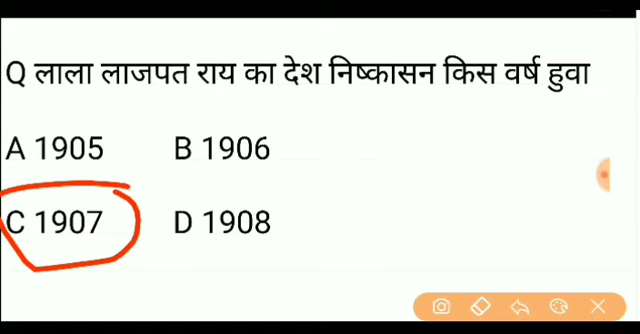 Q लाला लाजपत राय का देश निष्कासन किस वर्ष हुवा
A 1905 B 1906
C 1907 D 1908